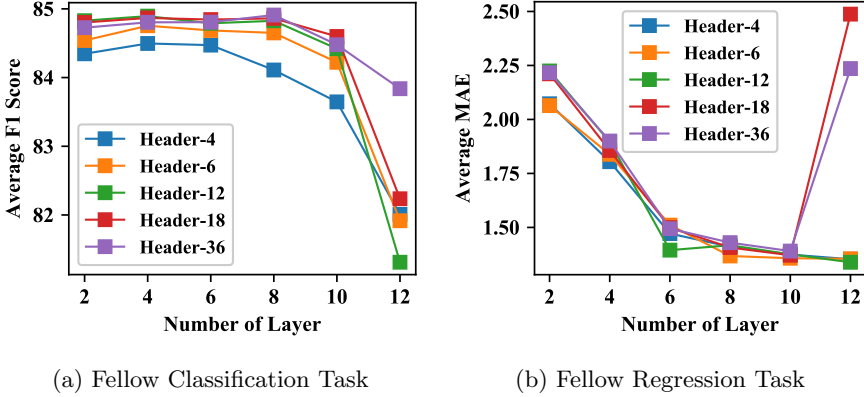 85
84
83
82
Average F1 Score
Header-4
Header-6
Header-12
Header-18
Header-36
2 4 6 8 10 12
Number of Layer
(a) Fellow Classification Task
2.50
2.25
2.00
1.75
1.50
Average MAE
Header-4
Header-6
Header-12
Header-18
Header-36
2 4 6 8 10 12
Number of Layer
(b) Fellow Regression Task